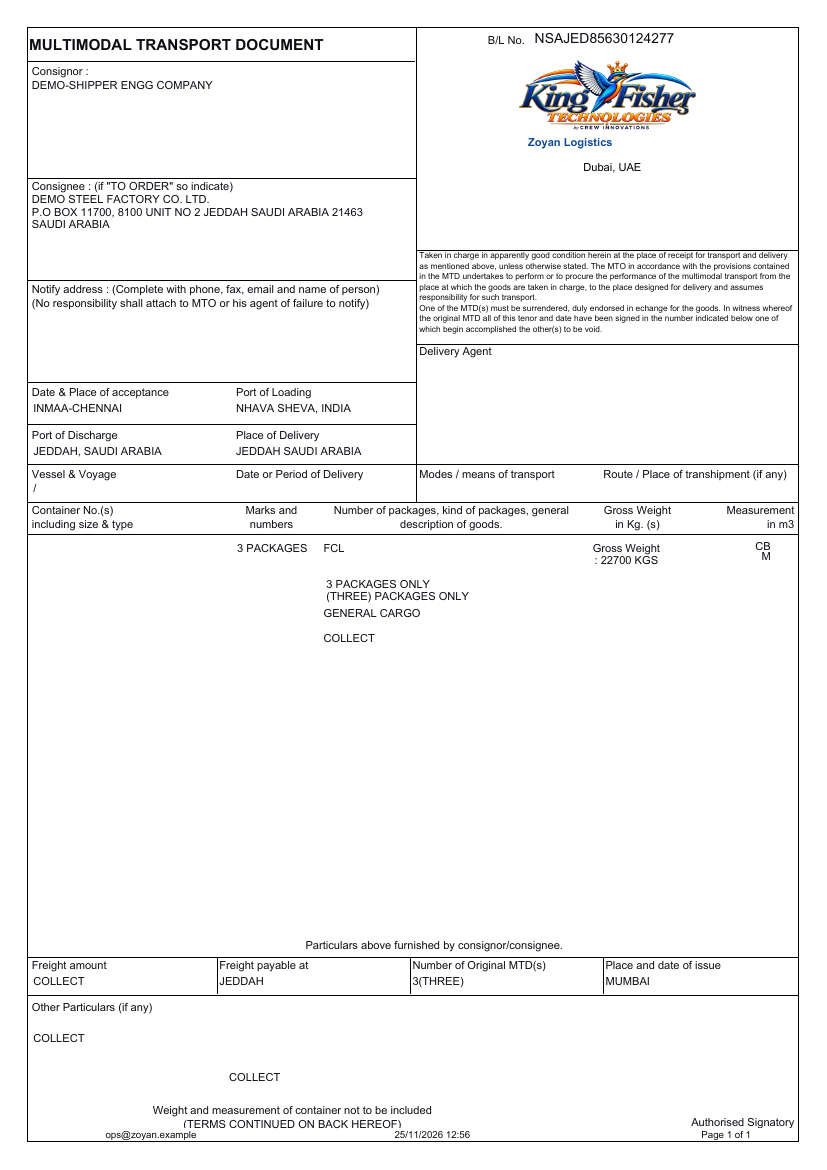 MULTIMODAL TRANSPORT DOCUMENT
B/L No. NSAJED85630124277
King Fisher
TECHNOLOGIES
by CREW INNOVATIONS
Zoyan Logistics
Dubai, UAE
Consignor :
DEMO-SHIPPER ENGG COMPANY
Consignee : (if "TO ORDER" so indicate)
DEMO STEEL FACTORY CO. LTD.
P.O BOX 11700, 8100 UNIT NO 2 JEDDAH SAUDI ARABIA 21463
SAUDI ARABIA
Taken in charge in apparently good condition herein at the place of receipt for transport and delivery
as mentioned above, unless otherwise stated. The MTO in accordance with the provisions contained
in the MTD undertakes to perform or to procure the performance of the multimodal transport from the
place at which the goods are taken in charge, to the place designed for delivery and assumes
responsibility for such transport.
One of the MTD(s) must be surrendered, duly endorsed in echange for the goods. In witness whereof
the original MTD all of this tenor and date have been signed in the number indicated below one of
which begin accomplished the other(s) to be void.
Notify address : (Complete with phone, fax, email and name of person)
(No responsibility shall attach to MTO or his agent of failure to notify)
Delivery Agent
Date & Place of acceptance Port of Loading
INMAA-CHENNAI NHAVA SHEVA, INDIA
Port of Discharge Place of Delivery
JEDDAH, SAUDI ARABIA JEDDAH SAUDI ARABIA
Vessel & Voyage Date or Period of Delivery Modes / means of transport Route / Place of transhipment (if any)
/
Container No.(s) Marks and Number of packages, kind of packages, general Gross Weight Measurement
including size & type numbers description of goods. in Kg. (s) in m3
3 PACKAGES FCL Gross Weight CB
: 22700 KGS M
3 PACKAGES ONLY
(THREE) PACKAGES ONLY
GENERAL CARGO
COLLECT
Particulars above furnished by consignor/consignee.
Freight amount Freight payable at Number of Original MTD(s) Place and date of issue
COLLECT JEDDAH 3(THREE) MUMBAI
Other Particulars (if any)
COLLECT
COLLECT
Weight and measurement of container not to be included
(TERMS CONTINUED ON BACK HEREOF) Authorised Signatory
ops@zoyan.example 25/11/2026 12:56 Page 1 of 1